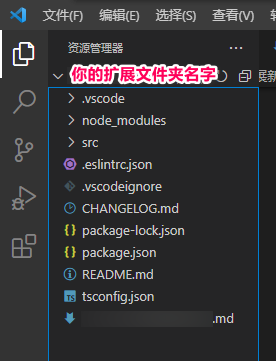 文件(F) 编辑(E) 选择(S) 查看(V)
资源管理器
你的扩展文件夹名字
展新
.vscode
node_modules
src
.eslintrc.json
.vscodeignore
CHANGELOG.md
package-lock.json
package.json
README.md
tsconfig.json
.md